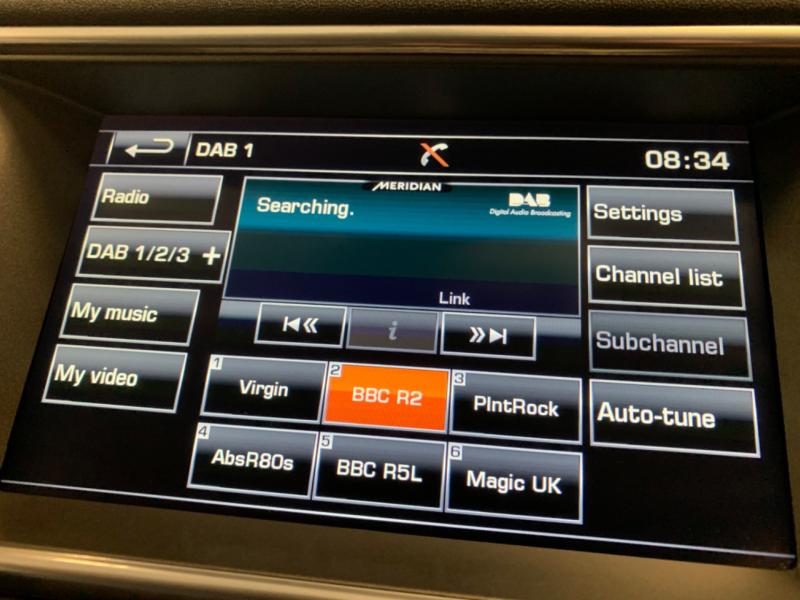 DAB 1
08:34
Radio
DAB 1/2/3 +
My music
My video
MERIDIAN
Searching.
DAB
Digital Audio Broadcasting
Link
i
Settings
Channel list
Subchannel
Auto-tune
1 Virgin
2 BBC R2
3 PlntRock
4 AbsR80s
5 BBC R5L
6 Magic UK